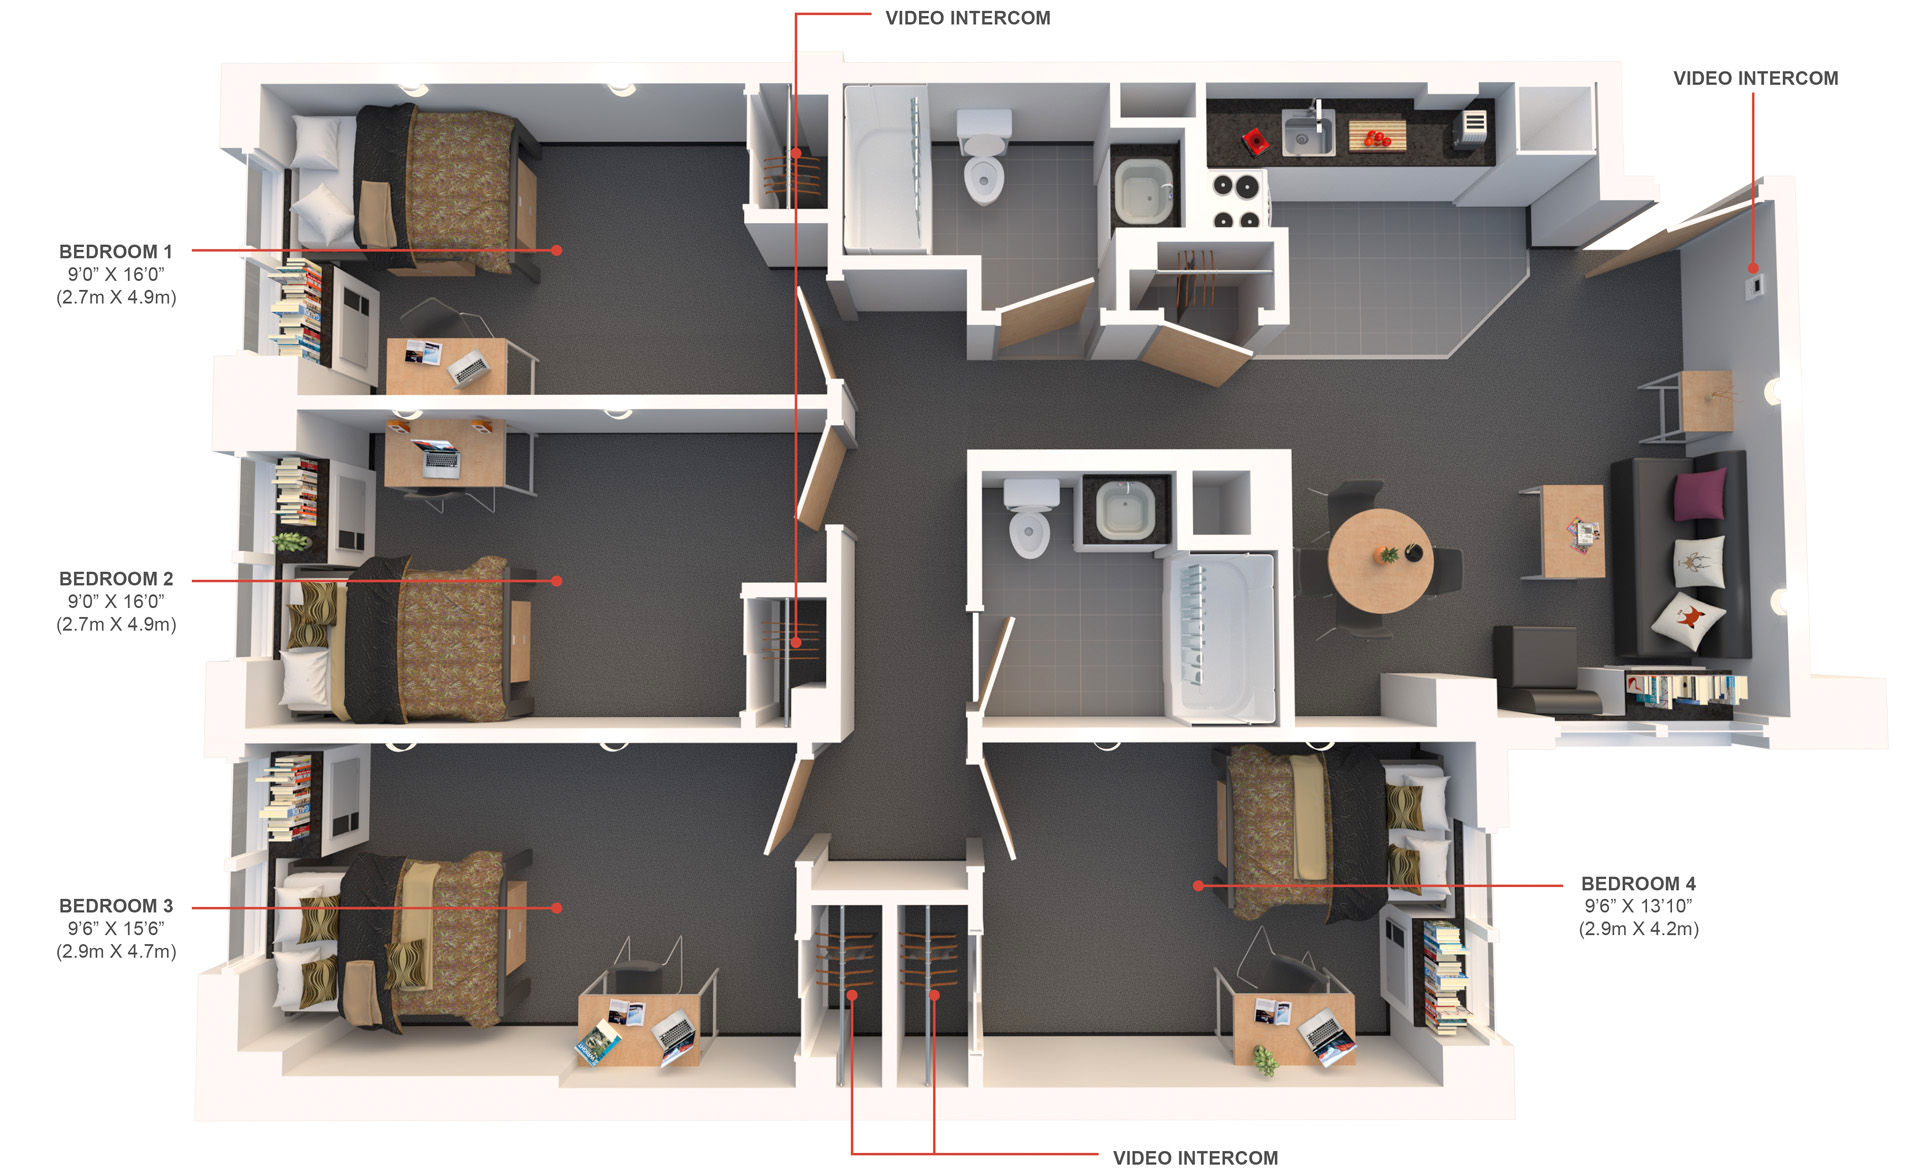 VIDEO INTERCOM
VIDEO INTERCOM
BEDROOM 1
9’0” X 16’0”
(2.7m X 4.9m)
BEDROOM 2
9’0” X 16’0”
(2.7m X 4.9m)
BEDROOM 3
9’6” X 15’6”
(2.9m X 4.7m)
BEDROOM 4
9’6” X 13’10”
(2.9m X 4.2m)
VIDEO INTERCOM